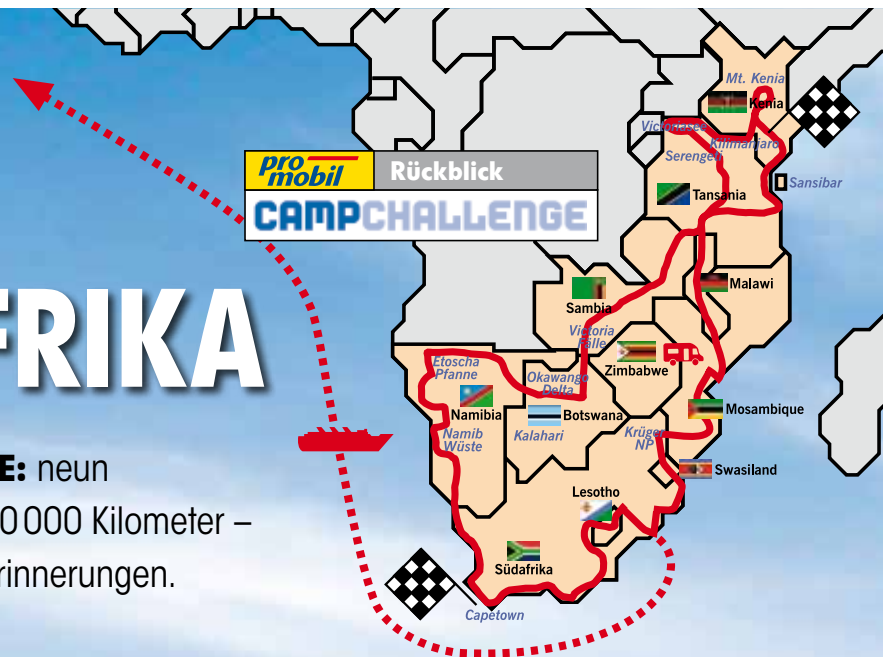 pro
mobil
Rückblick
CAMPCHALLENGE
FRIKA
E: neun
0 000 Kilometer –
rinnerungen.
Mt. Kenia
Kenia
Victoriasee
Kilimanjaro
Serengeti
Sansibar
Tansania
Malawi
Sambia
Victoria
Fälle
Zimbabwe
Etoscha
Pfanne
Okawango
Delta
Namibia
Botswana
Mosambique
Namib
Wüste
Kalahari
Krüger
NP
Swasiland
Lesotho
Südafrika
Capetown